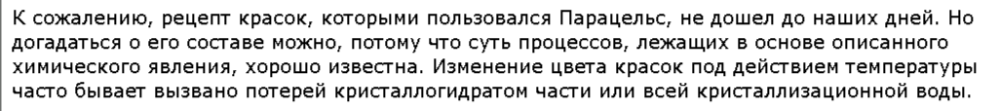 К сожалению, рецепт красок, которыми пользовался Парацельс, не дошел до наших дней. Но
догадаться о его составе можно, потому что суть процессов, лежащих в основе описанного
химического явления, хорошо известна. Изменение цвета красок под действием температуры
часто бывает вызвано потерей кристаллогидратом части или всей кристаллизационной воды.